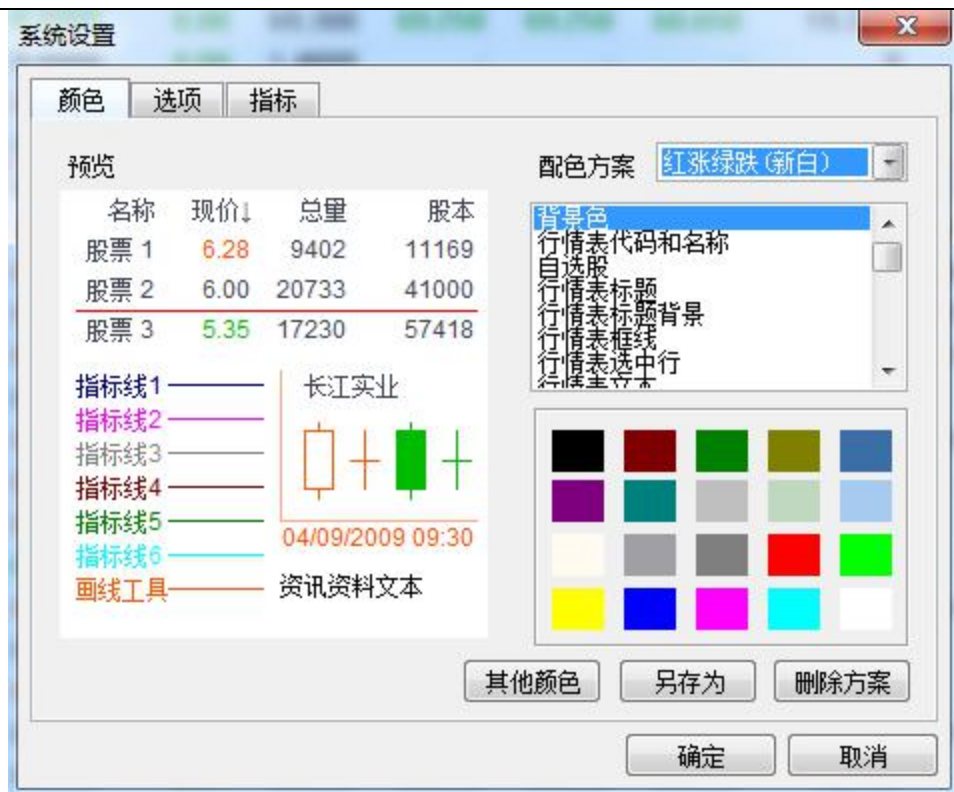 系统设置
颜色 选项 指标
预览
配色方案 红涨绿跌(新白)
名称 现价↓ 总量 股本
股票 1 6.28 9402 11169
股票 2 6.00 20733 41000
股票 3 5.35 17230 57418
指标线1
指标线2
指标线3
指标线4
指标线5
指标线6
画线工具
长江实业
04/09/2009 09:30
资讯资料文本
背景色
行情表代码和名称
自选股
行情表标题
行情表标题背景
行情表框线
行情表选中行
行情表文本
其他颜色 另存为 删除方案
确定 取消